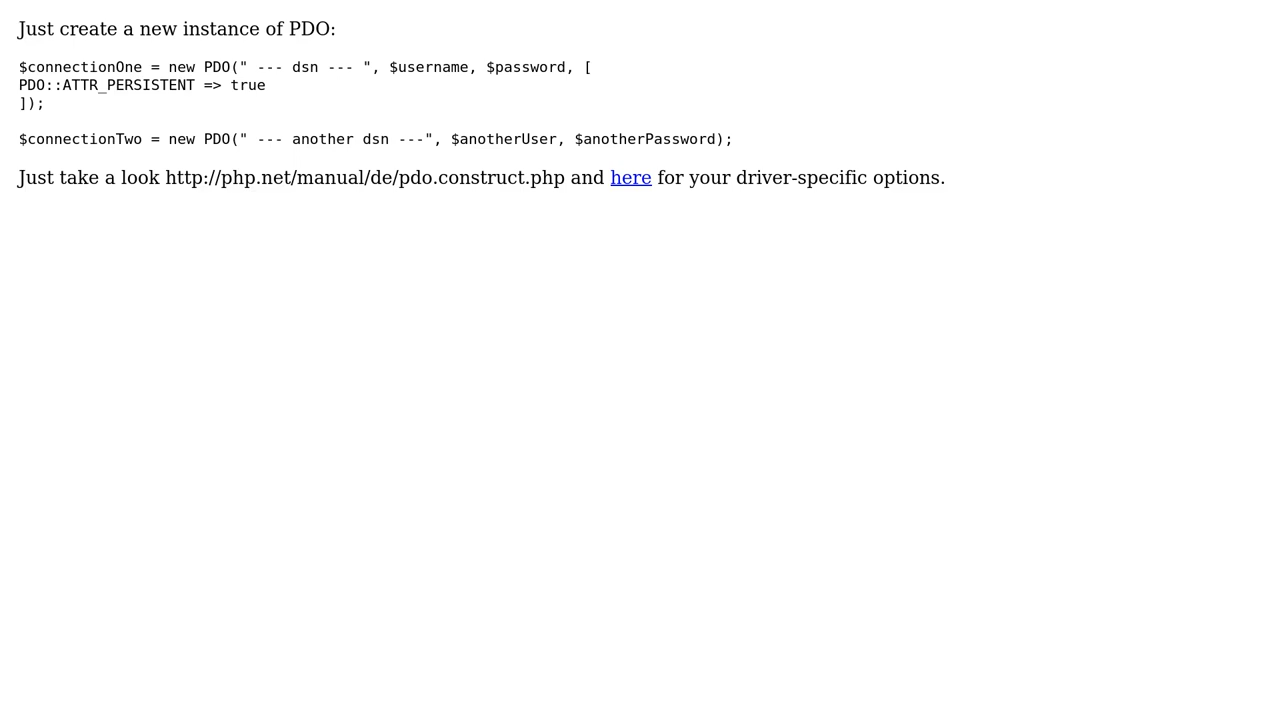 Just create a new instance of PDO:
$connectionOne = new PDO(" --- dsn --- ", $username, $password, [
PDO::ATTR_PERSISTENT => true
]);
$connectionTwo = new PDO(" --- another dsn ---", $anotherUser, $anotherPassword);
Just take a look http://php.net/manual/de/pdo.construct.php and here for your driver-specific options.